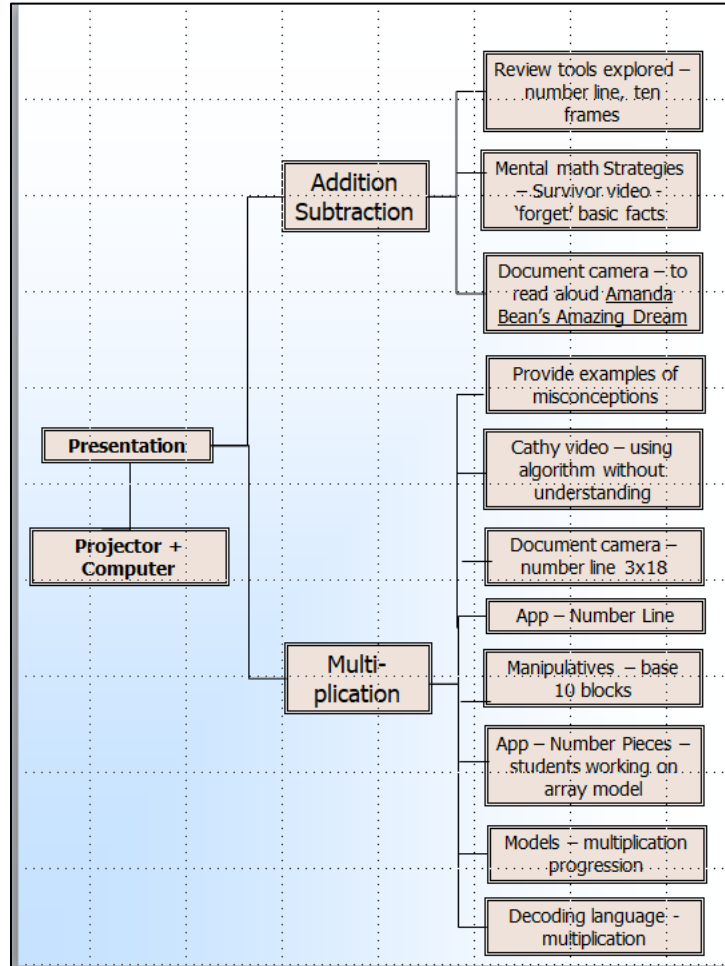 Review tools explored –
number line, ten
frames
Addition
Subtraction
Mental math Strategies
– Survivor video -
‘forget’ basic facts
Document camera – to
read aloud Amanda
Bean’s Amazing Dream
Presentation
Projector +
Computer
Multi-
plication
Provide examples of
misconceptions
Cathy video – using
algorithm without
understanding
Document camera –
number line 3x18
App – Number Line
Manipulatives – base
10 blocks
App – Number Pieces –
students working on
array model
Models – multiplication
progression
Decoding language -
multiplication